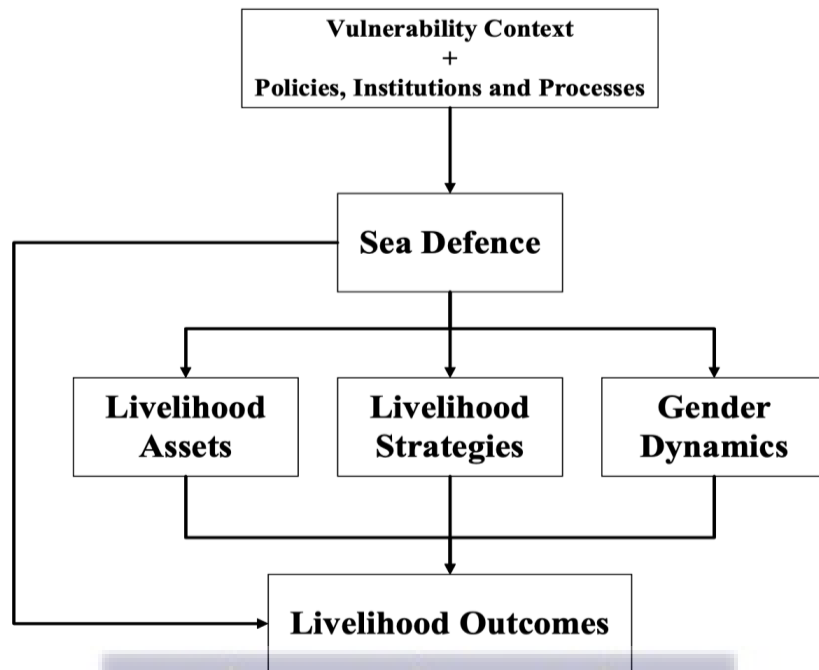 Vulnerability Context
+
Policies, Institutions and Processes
Sea Defence
Livelihood
Assets
Livelihood
Strategies
Gender
Dynamics
Livelihood Outcomes